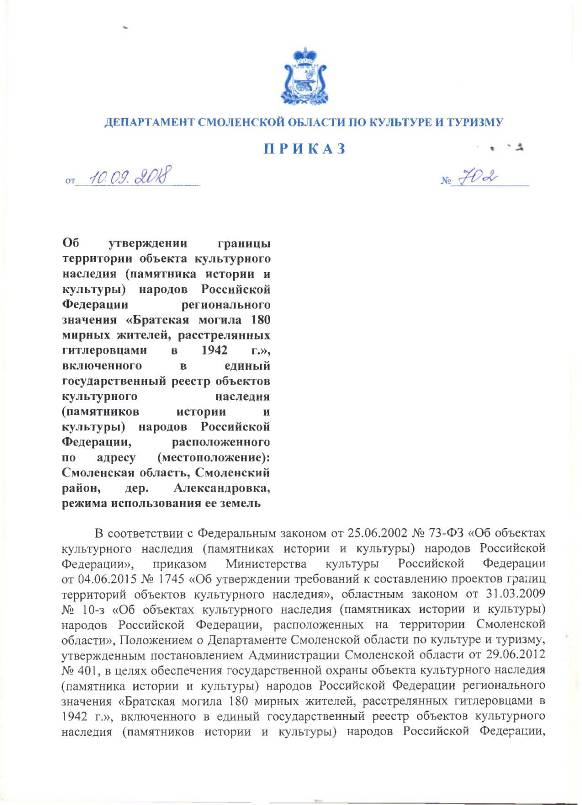 ДЕПАРТАМЕНТ СМОЛЕНСКОЙ ОБЛАСТИ ПО КУЛЬТУРЕ И ТУРИЗМУ
ПРИКАЗ
от 10.09.2018 № 702
Об утверждении границы
территории объекта культурного
наследия (памятника истории и
культуры) народов Российской
Федерации регионального
значения «Братская могила 180
мирных жителей, расстрелянных
гитлеровцами в 1942 г.»,
включенного в единый
государственный реестр объектов
культурного наследия
(памятников истории и
культуры) народов Российской
Федерации, расположенного
по адресу (местоположение):
Смоленская область, Смоленский
район, дер. Александровка,
режима использования ее земель
В соответствии с Федеральным законом от 25.06.2002 № 73-ФЗ «Об объектах
культурного наследия (памятниках истории и культуры) народов Российской
Федерации», приказом Министерства культуры Российской Федерации
от 04.06.2015 № 1745 «Об утверждении требований к составлению проектов границ
территорий объектов культурного наследия», областным законом от 31.03.2009
№ 10-з «Об объектах культурного наследия (памятниках истории и культуры)
народов Российской Федерации, расположенных на территории Смоленской
области», Положением о Департаменте Смоленской области по культуре и туризму,
утвержденным постановлением Администрации Смоленской области от 29.06.2012
№ 401, в целях обеспечения государственной охраны объекта культурного наследия
(памятника истории и культуры) народов Российской Федерации регионального
значения «Братская могила 180 мирных жителей, расстрелянных гитлеровцами в
1942 г.», включенного в единый государственный реестр объектов культурного
наследия (памятников истории и культуры) народов Российской Федерации,